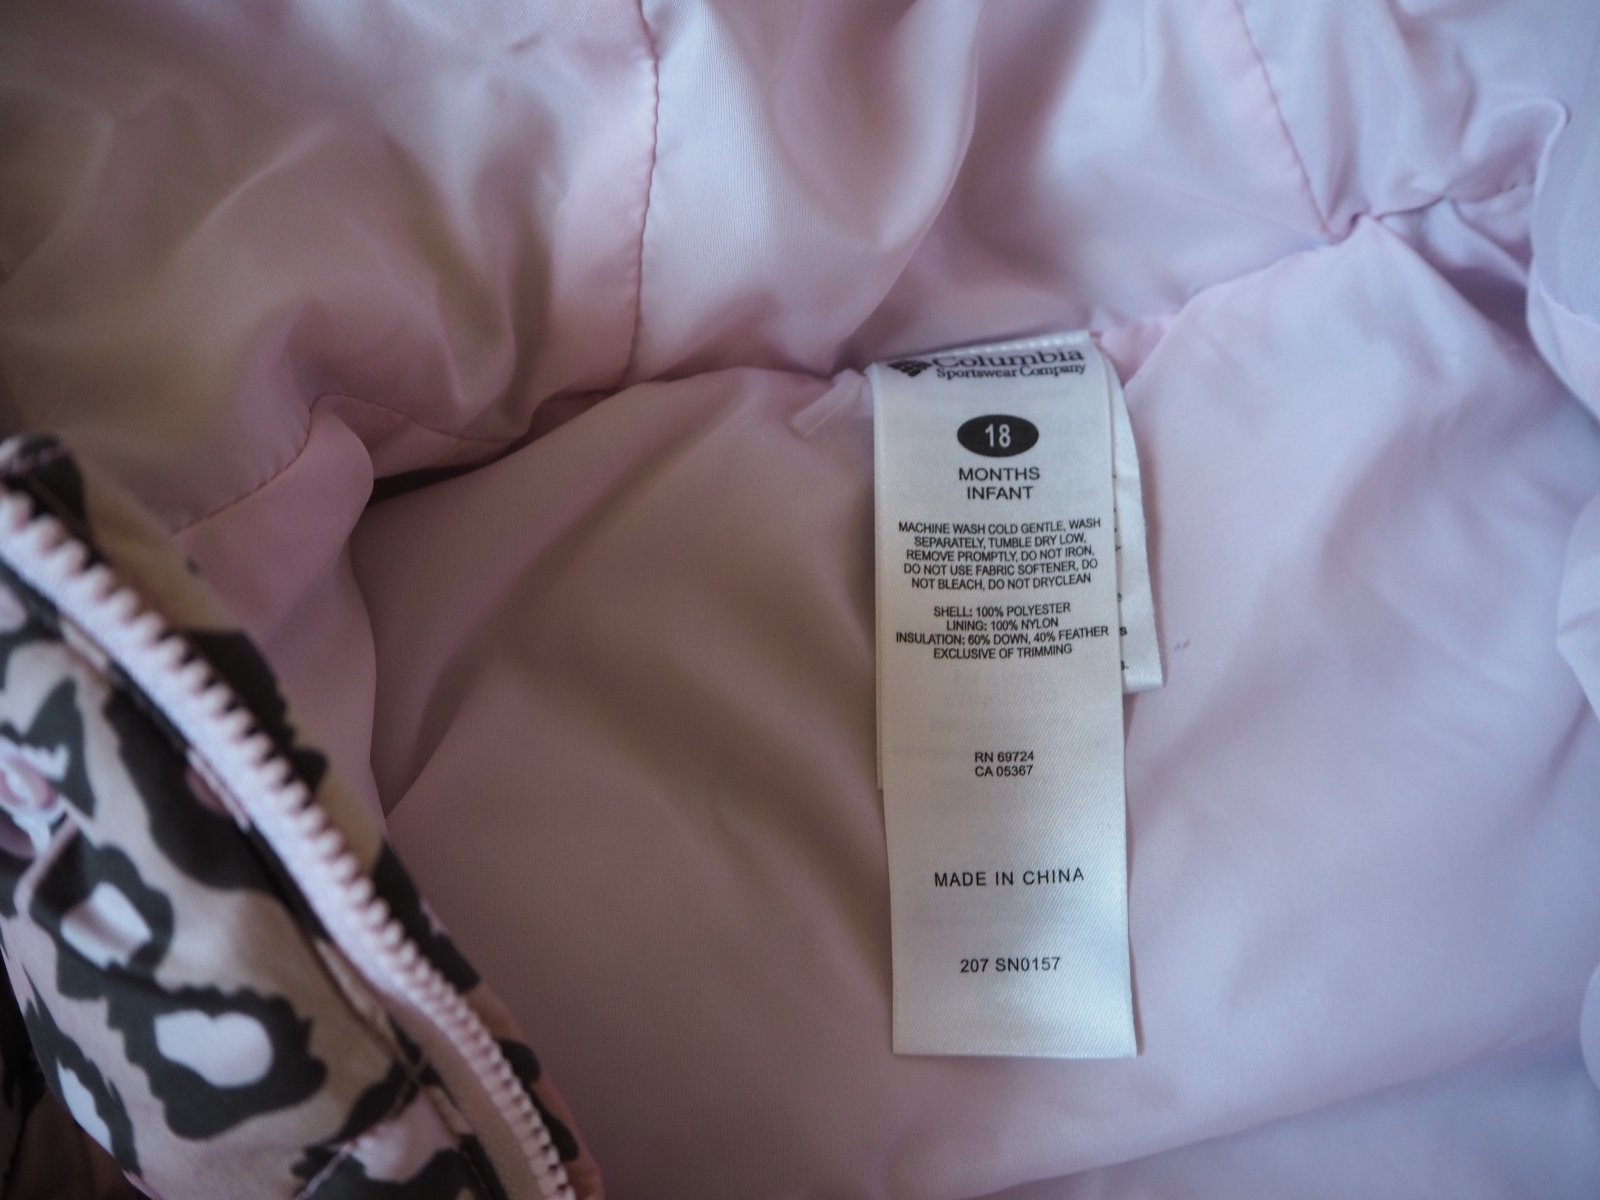 Columbia
Sportswear Company
18
MONTHS
INFANT
MACHINE WASH COLD GENTLE, WASH
SEPARATELY, TUMBLE DRY LOW,
REMOVE PROMPTLY, DO NOT IRON,
DO NOT USE FABRIC SOFTENER, DO
NOT BLEACH, DO NOT DRYCLEAN
SHELL: 100% POLYESTER
LINING: 100% NYLON
INSULATION: 60% DOWN, 40% FEATHER
EXCLUSIVE OF TRIMMING
RN 69724
CA 05367
MADE IN CHINA
207 SN0157